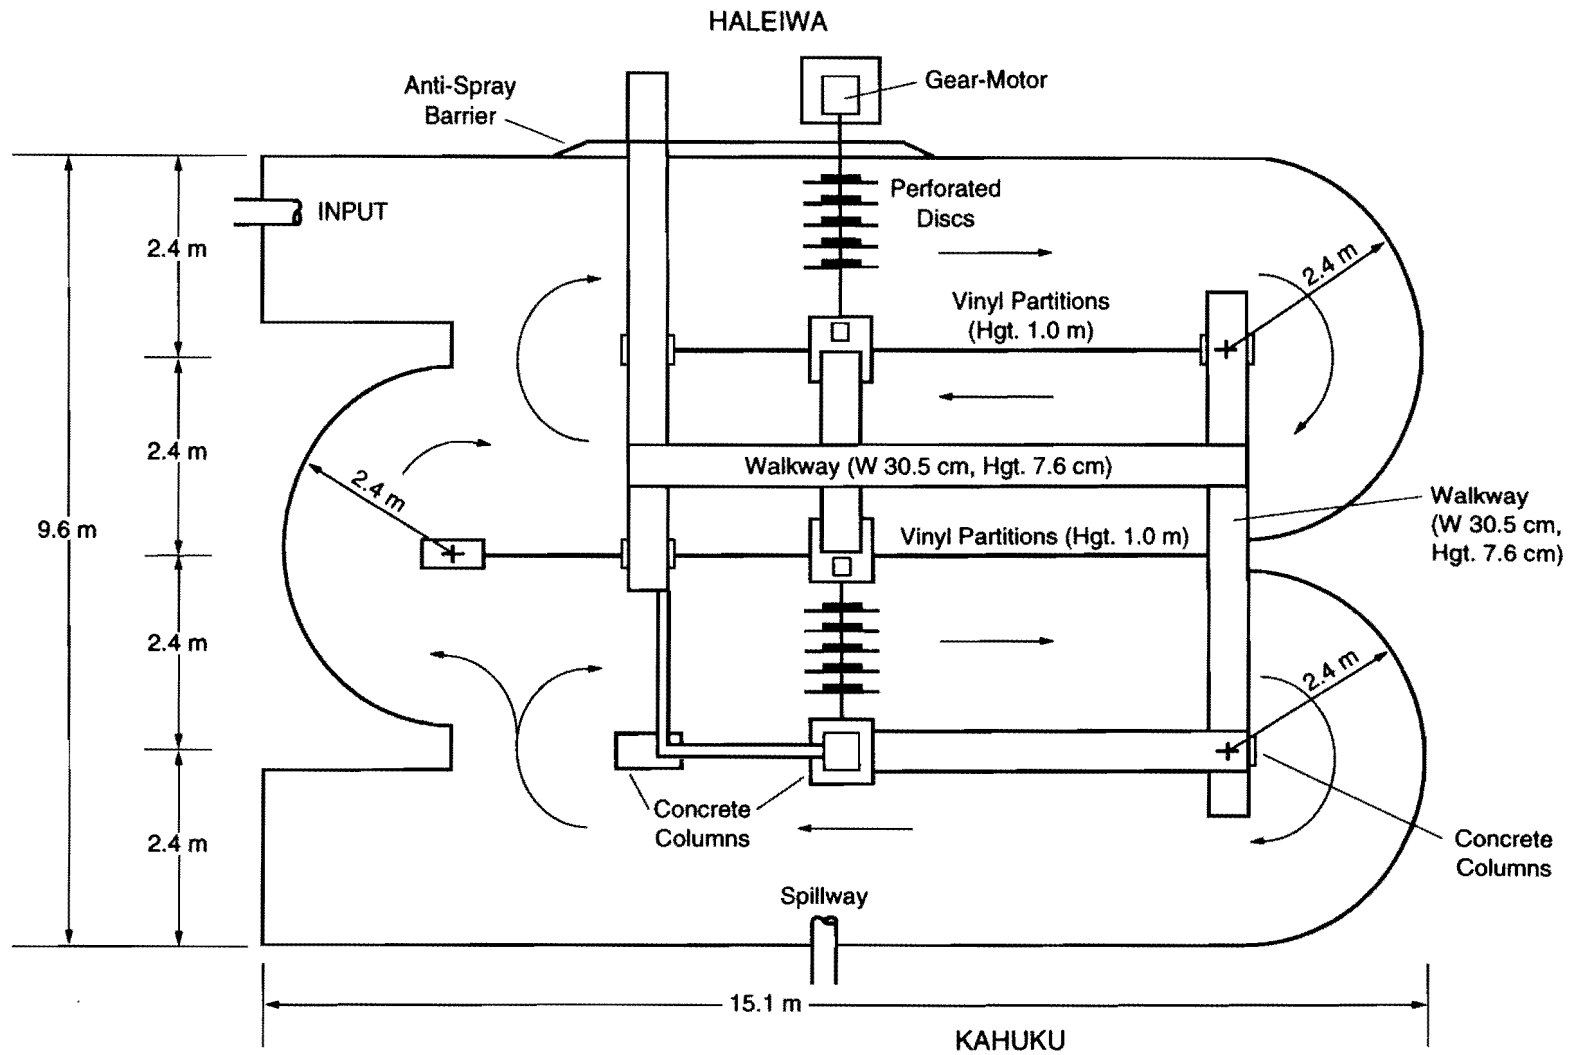 HALEIWA
Anti-Spray
Barrier
Gear-Motor
INPUT
Perforated
Discs
2.4 m
2.4 m
Vinyl Partitions
(Hgt. 1.0 m)
2.4 m
2.4 m
Walkway (W 30.5 cm, Hgt. 7.6 cm)
Walkway
(W 30.5 cm,
Hgt. 7.6 cm)
9.6 m
Vinyl Partitions (Hgt. 1.0 m)
2.4 m
2.4 m
Concrete
Columns
2.4 m
Concrete
Columns
Spillway
15.1 m
KAHUKU